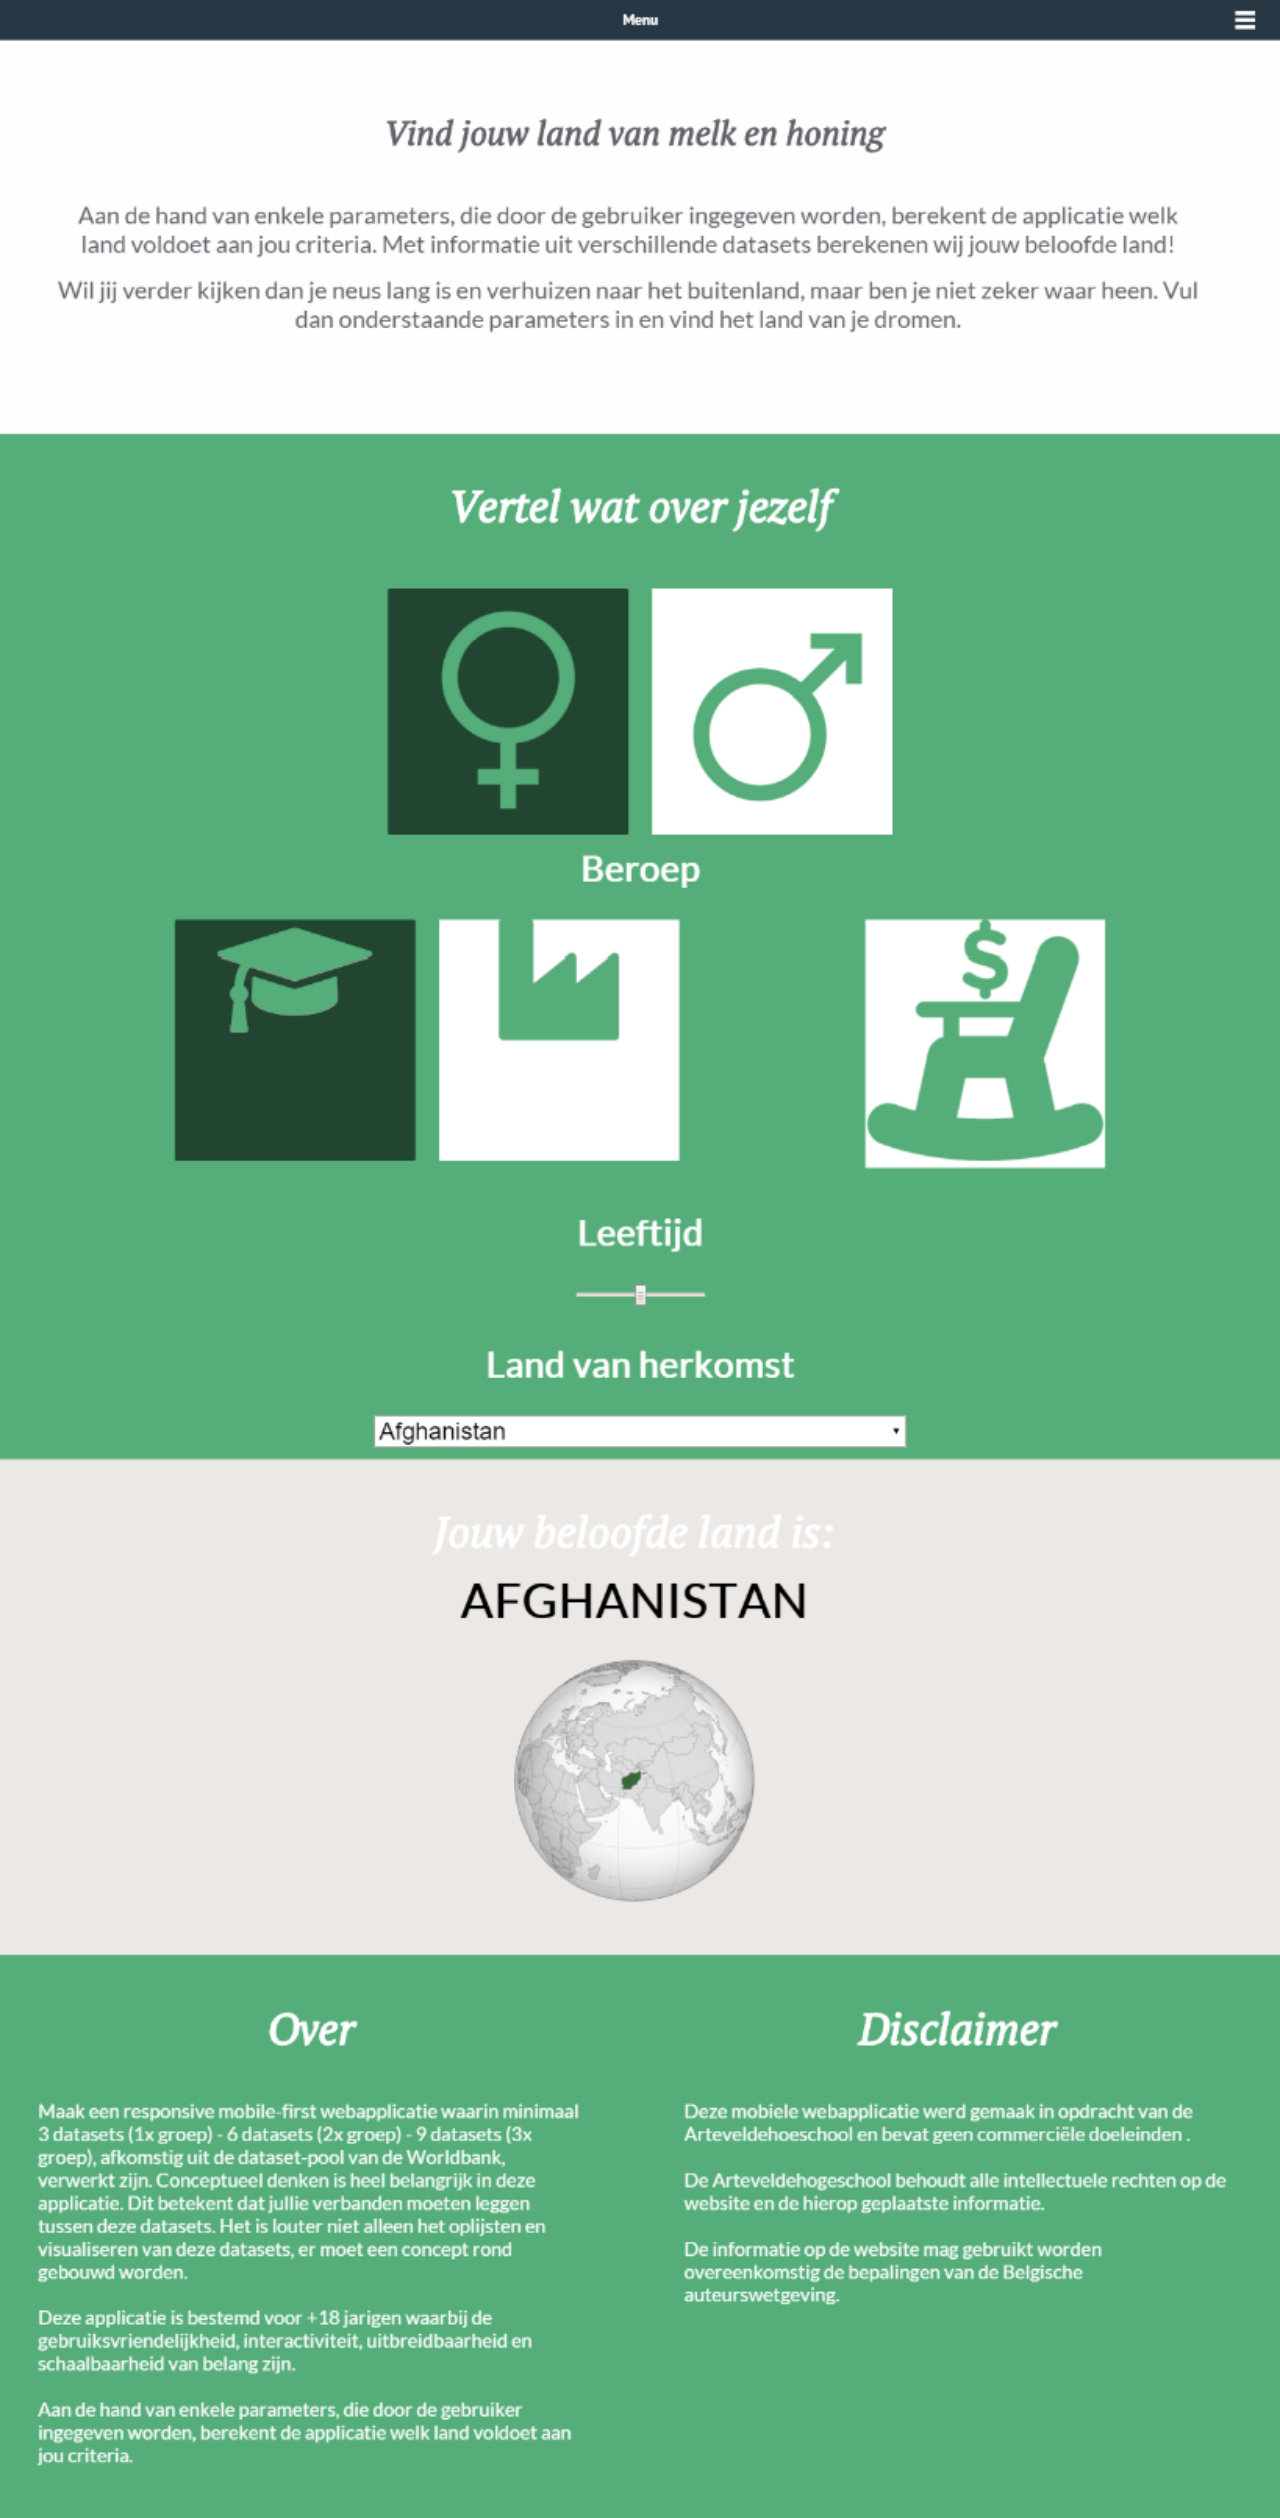 Menu
Vind jouw land van melk en honing
Aan de hand van enkele parameters, die door de gebruiker ingegeven worden, berekent de applicatie welk
land voldoet aan jou criteria. Met informatie uit verschillende datasets berekenen wij jouw beloofde land!
Wil jij verder kijken dan je neus lang is en verhuizen naar het buitenland, maar ben je niet zeker waar heen. Vul
dan onderstaande parameters in en vind het land van je dromen.
Vertel wat over jezelf
Beroep
$
Leeftijd
Land van herkomst
Afghanistan
Jouw beloofde land is:
AFGHANISTAN
Over
Maak een responsive mobile-first webapplicatie waarin minimaal
3 datasets (1x groep) - 6 datasets (2x groep) - 9 datasets (3x
groep), afkomstig uit de dataset-pool van de Worldbank,
verwerkt zijn. Conceptueel denken is heel belangrijk in deze
applicatie. Dit betekent dat jullie verbanden moeten leggen
tussen deze datasets. Het is louter niet alleen het oplijsten en
visualiseren van deze datasets, er moet een concept rond
gebouwd worden.
Deze applicatie is bestemd voor +18 jarigen waarbij de
gebruiksvriendelijkheid, interactiviteit, uitbreidbaarheid en
schaalbaarheid van belang zijn.
Aan de hand van enkele parameters, die door de gebruiker
ingegeven worden, berekent de applicatie welk land voldoet aan
jou criteria.
Disclaimer
Deze mobiele webapplicatie werd gemaak in opdracht van de
Arteveldehoeschool en bevat geen commerciële doeleinden .
De Arteveldehogeschool behoudt alle intellectuele rechten op de
website en de hierop geplaatste informatie.
De informatie op de website mag gebruikt worden
overeenkomstig de bepalingen van de Belgische
auteurswetgeving.